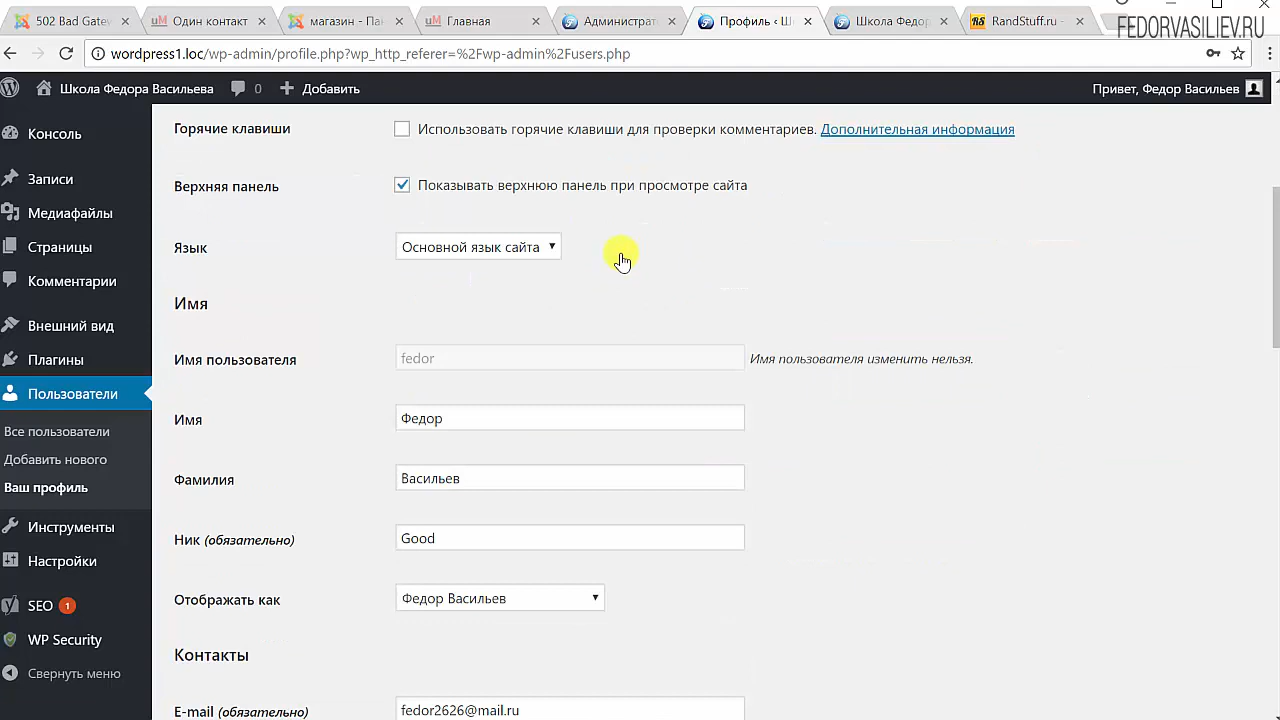 502 Bad Gatew
Один контакт
магазин - Па
Главная
Администрат
Профиль ‹ Ш
Школа Федор
RandStuff.ru -
FEDORVASILIEV.RU
wordpress1.loc/wp-admin/profile.php?wp_http_referer=%2Fwp-admin%2Fusers.php
Школа Федора Васильева 0 Добавить Привет, Федор Васильев
Консоль
Записи
Медиафайлы
Страницы
Комментарии
Внешний вид
Плагины
Пользователи
Все пользователи
Добавить нового
Ваш профиль
Инструменты
Настройки
SEO 1
WP Security
Свернуть меню
Горячие клавиши Использовать горячие клавиши для проверки комментариев. Дополнительная информация
Верхняя панель Показывать верхнюю панель при просмотре сайта
Язык Основной язык сайта
Имя
Имя пользователя fedor Имя пользователя изменить нельзя.
Имя Федор
Фамилия Васильев
Ник (обязательно) Good
Отображать как Федор Васильев
Контакты
E-mail (обязательно) fedor2626@mail.ru